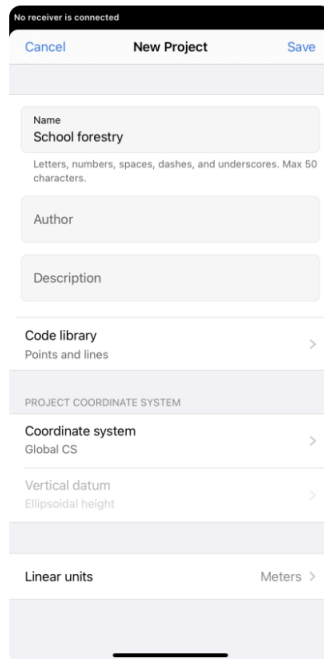 No receiver is connected
Cancel New Project Save
Name
School forestry
Letters, numbers, spaces, dashes, and underscores. Max 50
characters.
Author
Description
Code library
Points and lines
PROJECT COORDINATE SYSTEM
Coordinate system
Global CS
Vertical datum
Ellipsoidal height
Linear units Meters